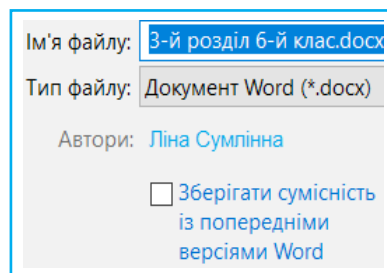 Ім'я файлу: 3-й розділ 6-й клас.docx
Тип файлу: Документ Word (*.docx)
Автори: Ліна Сумлінна
Зберігати сумісність
із попередніми
версіями Word